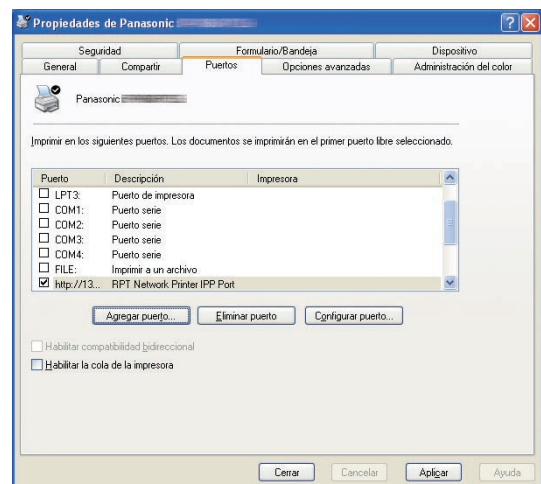 Propiedades de Panasonic
Seguridad Formulario/Bandeja Dispositivo
General Compartir Puertos Opciones avanzadas Administración del color
Panasonic
Imprimir en los siguientes puertos. Los documentos se imprimirán en el primer puerto libre seleccionado.
Puerto Descripción Impresora
LPT3: Puerto de impresora
COM1: Puerto serie
COM2: Puerto serie
COM3: Puerto serie
COM4: Puerto serie
FILE: Imprimir a un archivo
http://13... RPT Network Printer IPP Port
Agregar puerto... Eliminar puerto Configurar puerto...
Habilitar compatibilidad bidireccional
Habilitar la cola de la impresora
Cerrar Cancelar Aplicar Ayuda